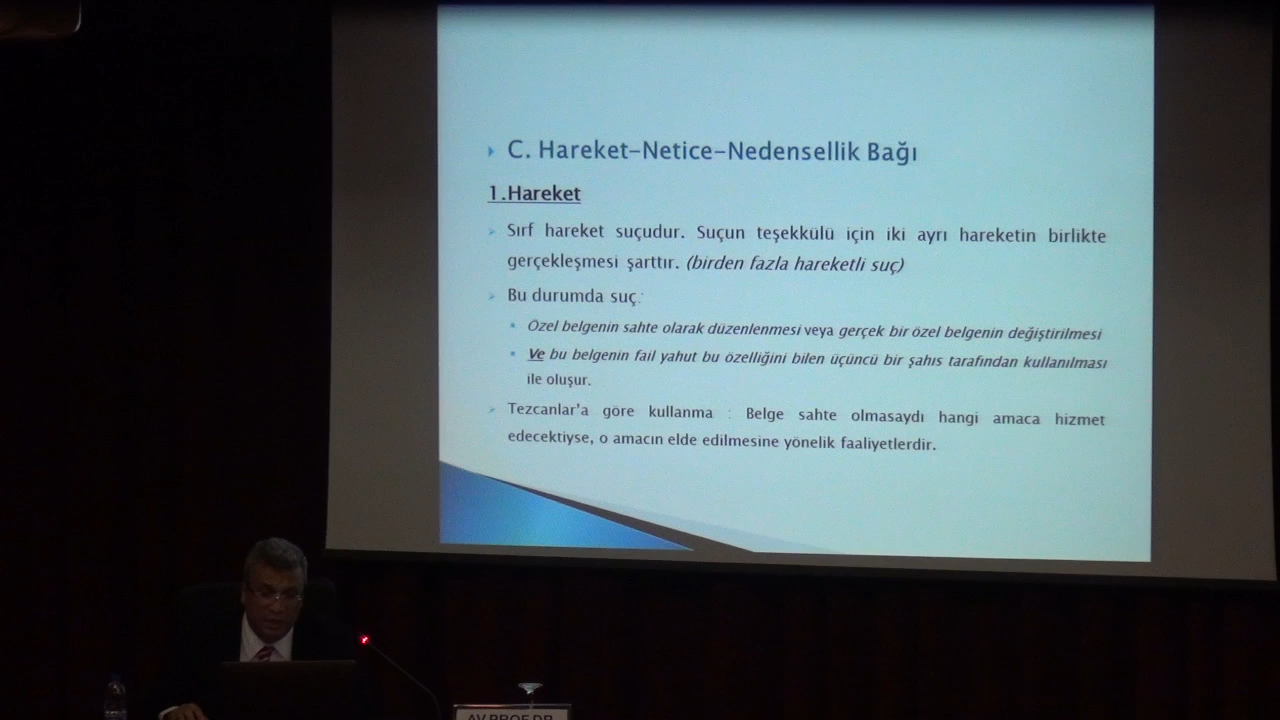 C. Hareket-Netice-Nedensellik Bağı
1.Hareket
Sırf hareket suçudur. Suçun teşekkülü için iki ayrı hareketin birlikte
gerçekleşmesi şarttır. (birden fazla hareketli suç)
Bu durumda suç:
Özel belgenin sahte olarak düzenlenmesi veya gerçek bir özel belgenin değiştirilmesi
Ve bu belgenin fail yahut bu özelliğini bilen üçüncü bir şahıs tarafından kullanılması
ile oluşur.
Tezcanlar'a göre kullanma : Belge sahte olmasaydı hangi amaca hizmet
edecektiyse, o amacın elde edilmesine yönelik faaliyetlerdir.
AV.PROF.DR.